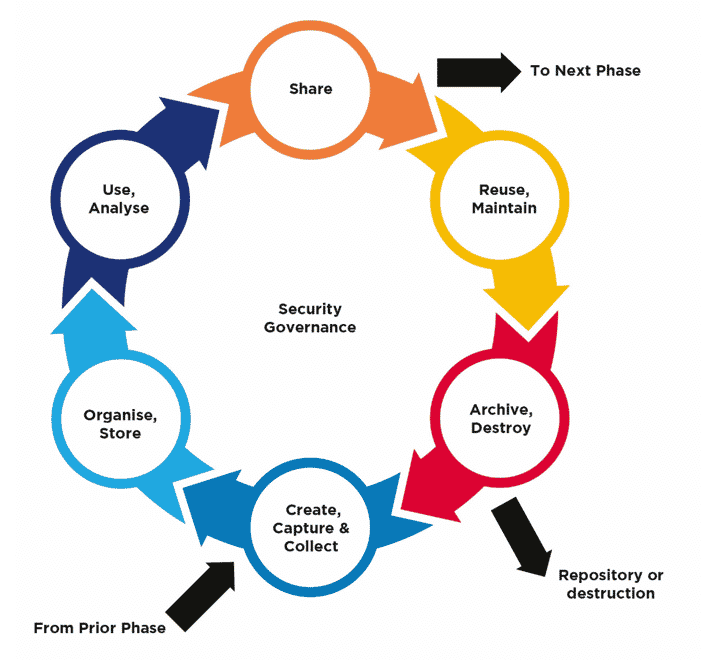 Share
To Next Phase
Use,
Analyse
Reuse,
Maintain
Security
Governance
Organise,
Store
Archive,
Destroy
Create,
Capture &
Collect
Repository or
destruction
From Prior Phase